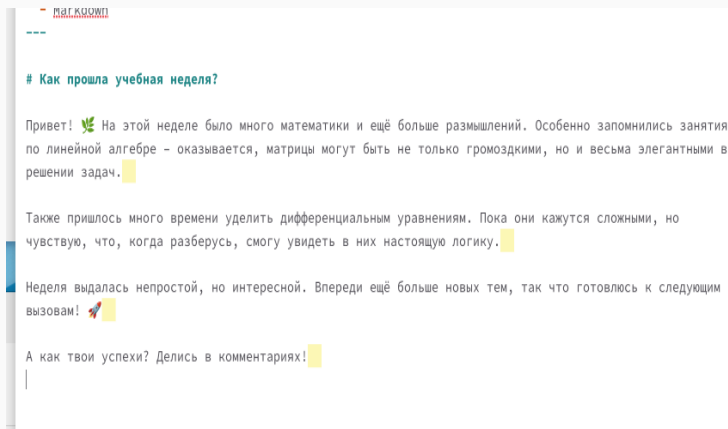 - Markdown
---
# Как прошла учебная неделя?
Привет! 🌿 На этой неделе было много математики и ещё больше размышлений. Особенно запомнились занятия
по линейной алгебре – оказывается, матрицы могут быть не только громоздкими, но и весьма элегантными в
решении задач.
Также пришлось много времени уделить дифференциальным уравнениям. Пока они кажутся сложными, но
чувствую, что, когда разберусь, смогу увидеть в них настоящую логику.
Неделя выдалась непростой, но интересной. Впереди ещё больше новых тем, так что готовлюсь к следующим
вызовам! 🚀
А как твои успехи? Делись в комментариях!